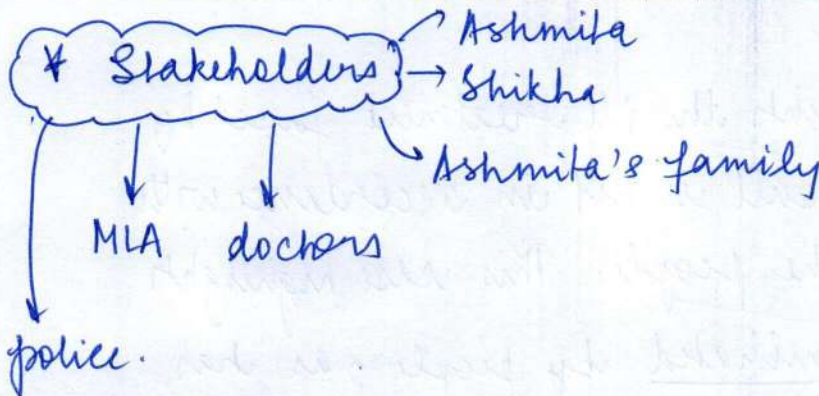 Ashmita
* Stakeholders → Shikha
Ashmita's family
MLA doctors
police.